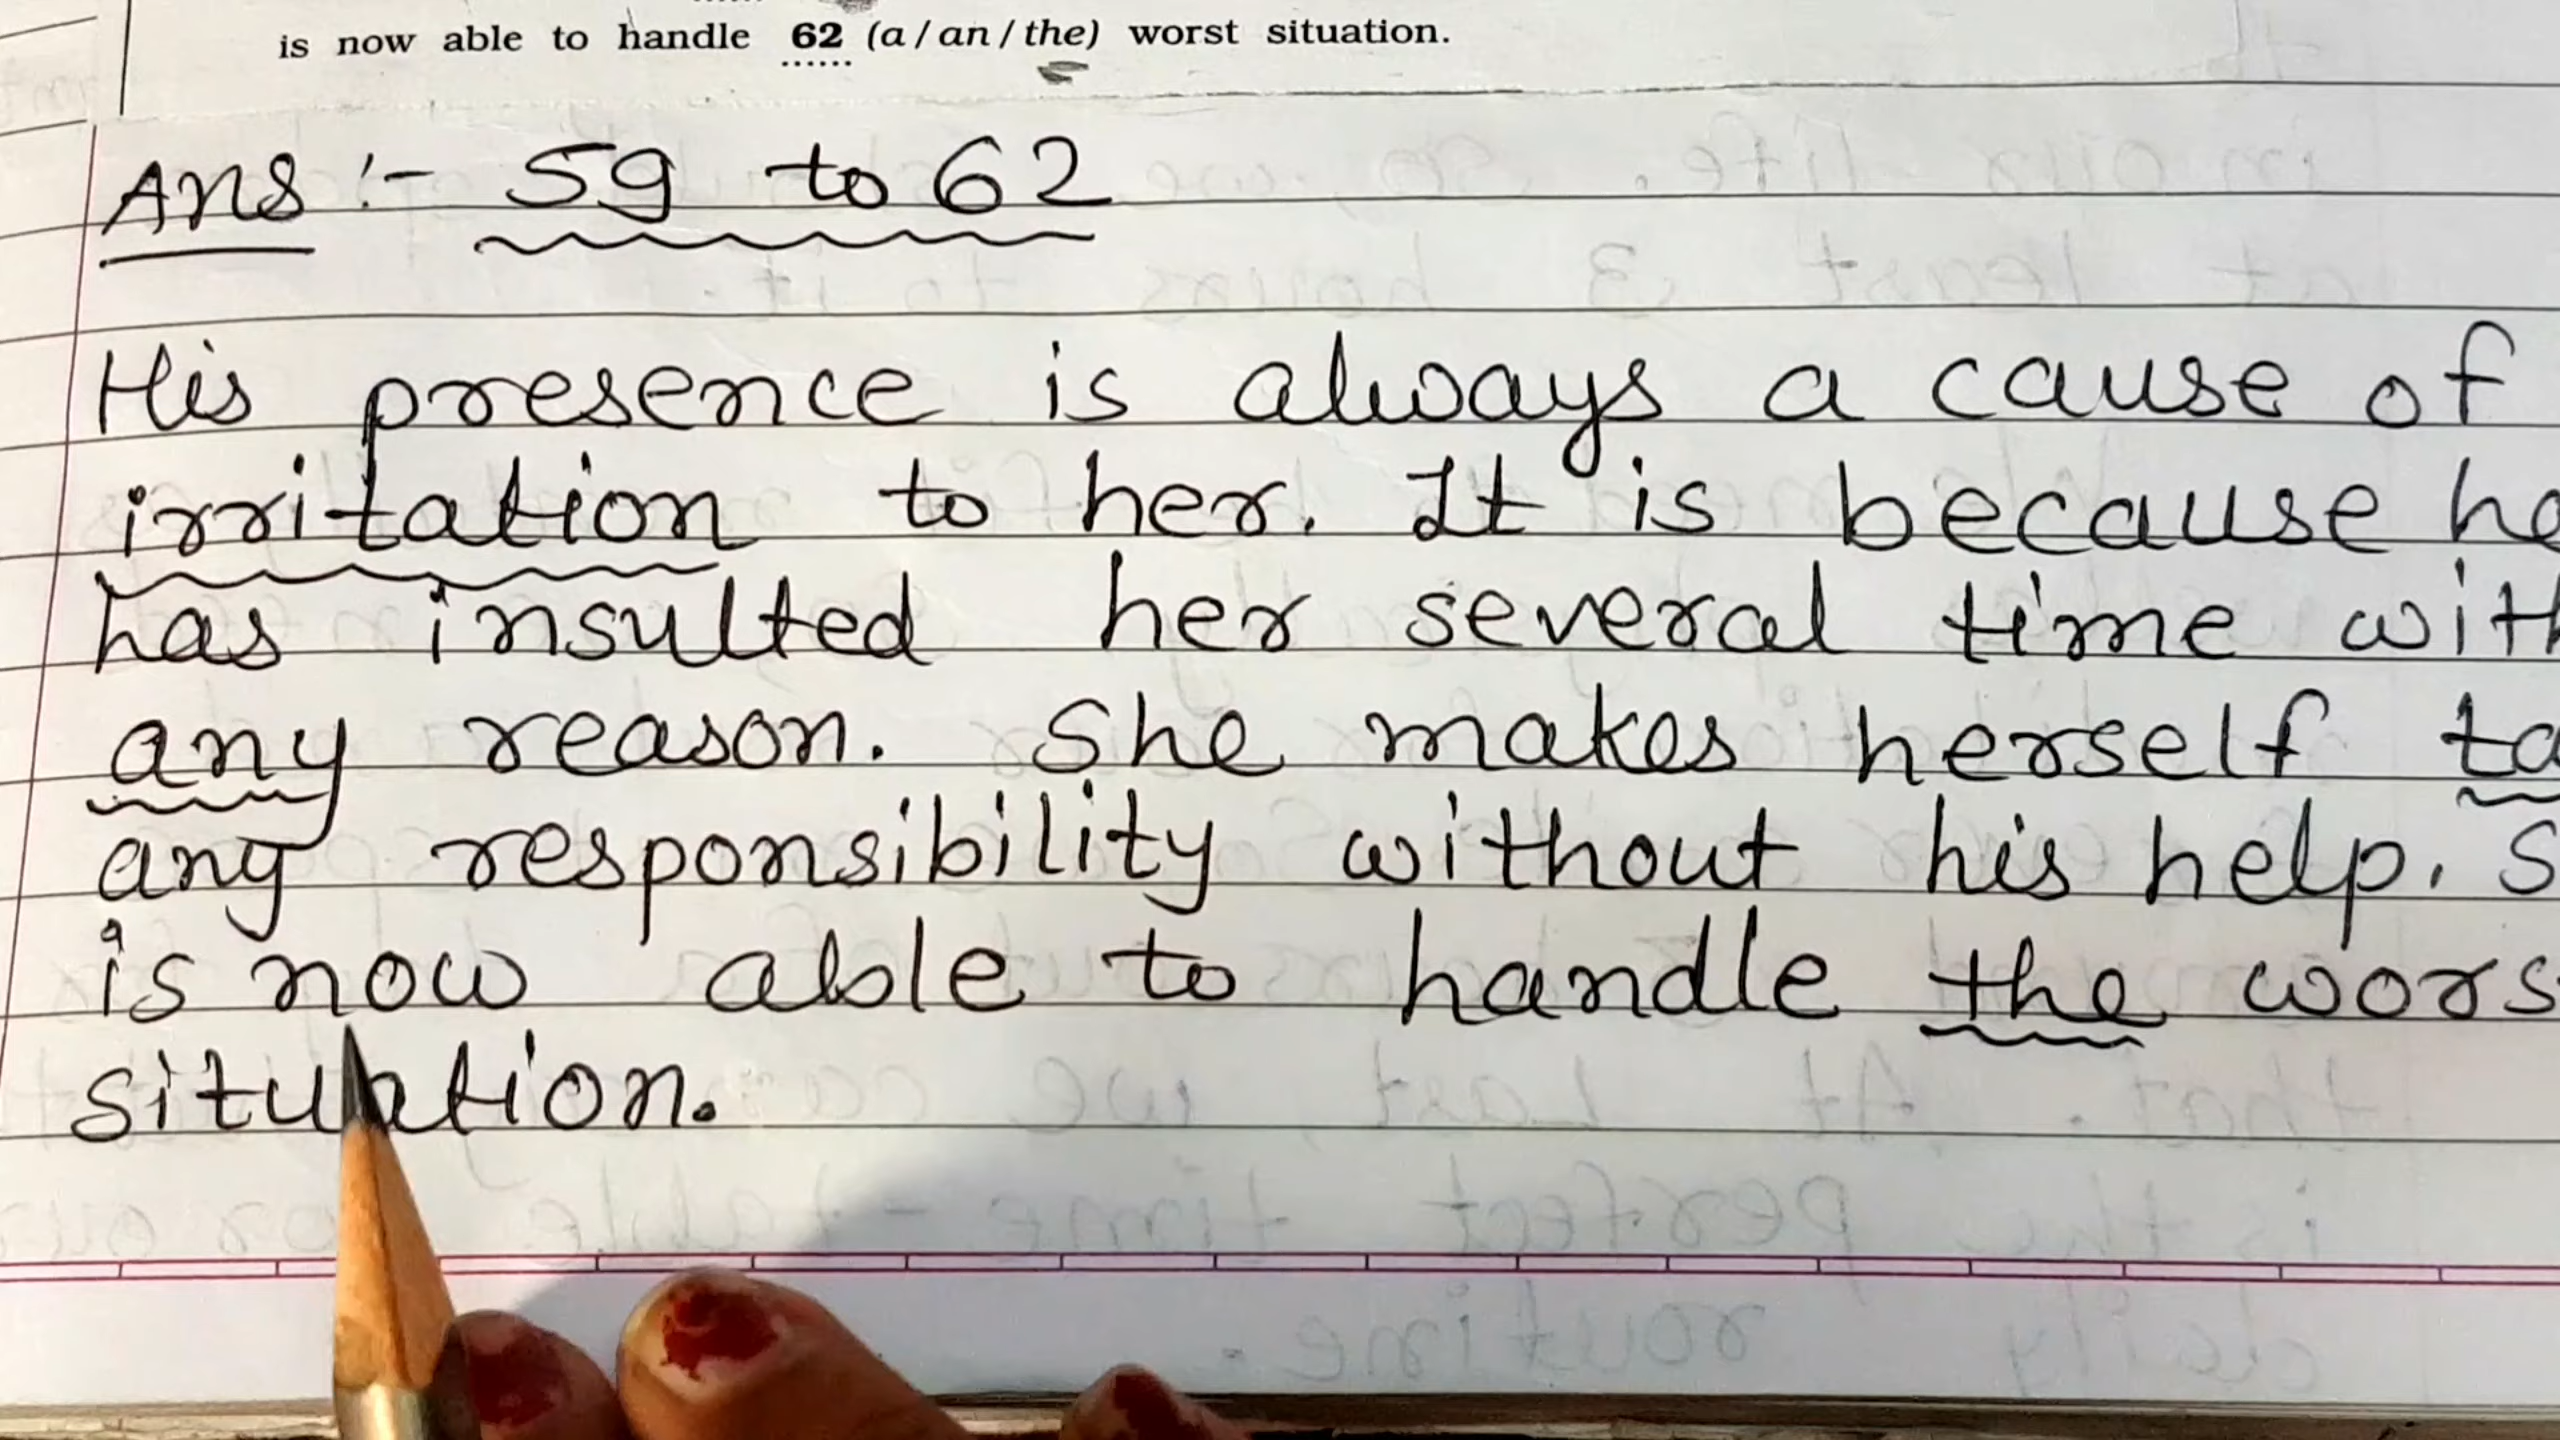 is now able to handle 62 (a/an/the) worst situation.
Ans :- 59 to 62
His presence is always a cause of
irritation to her. It is because he
has insulted her several time with
any reason. She makes herself
any responsibility without his help.
is now able to handle the wors
situation.